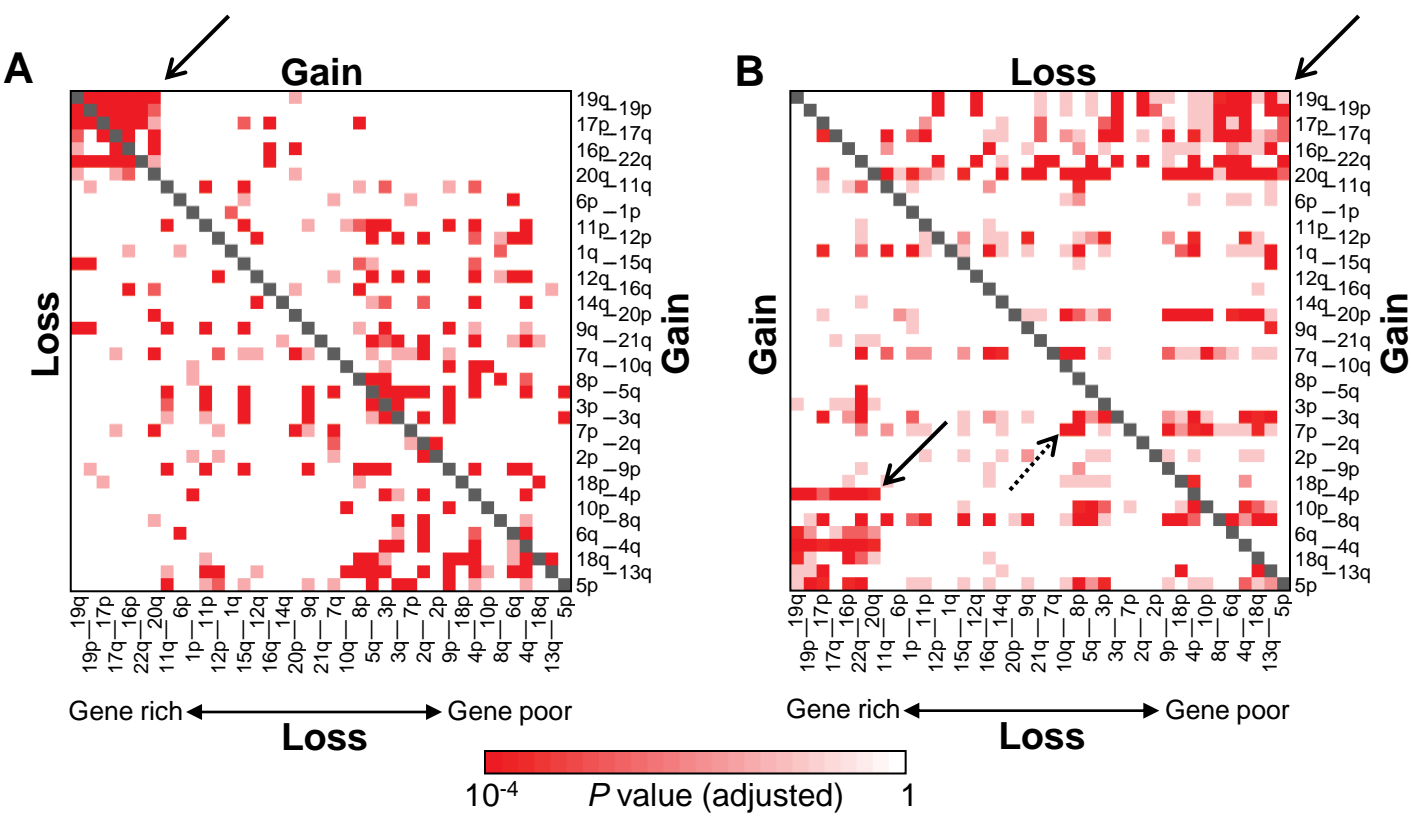 A
Gain
B
Loss
Loss
Gain
Gain
Gain
19q
19p
17p
17q
16p
22q
20q
11q
6p
1p
11p
12p
1q
15q
12q
16q
14q
20p
9q
21q
7q
10q
8p
5q
3p
3q
7p
2q
2p
9p
18p
4p
10p
8q
6q
4q
18q
13q
5p
19q
19p
17p
17q
16p
22q
20q
11q
6p
1p
11p
12p
1q
15q
12q
16q
14q
20p
9q
21q
7q
10q
8p
5q
3p
3q
7p
2q
2p
9p
18p
4p
10p
8q
6q
4q
18q
13q
5p
19q 17p 16p 20q 6p 11p 1q 12q 14q 9q 7q 8p 3p 7p 2p 18p 10p 6q 18q 5p
19p 17q 22q 11q 1p 12p 15q 16q 20p 21q 10q 5q 3q 2q 9p 4p 8q 4q 13q
19q 17p 16p 20q 6p 11p 1q 12q 14q 9q 7q 8p 3p 7p 2p 18p 10p 6q 18q 5p
19p 17q 22q 11q 1p 12p 15q 16q 20p 21q 10q 5q 3q 2q 9p 4p 8q 4q 13q
Gene rich Gene poor
Loss
Gene rich Gene poor
Loss
10-4 P value (adjusted) 1